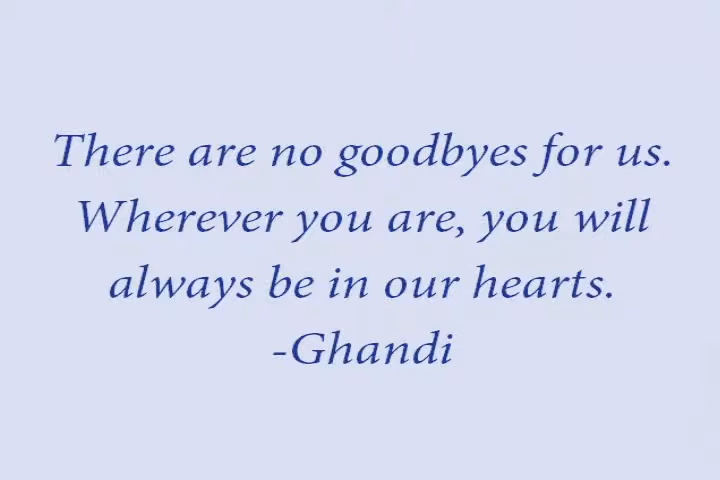 There are no goodbyes for us.
Wherever you are, you will
always be in our hearts.
-Ghandi